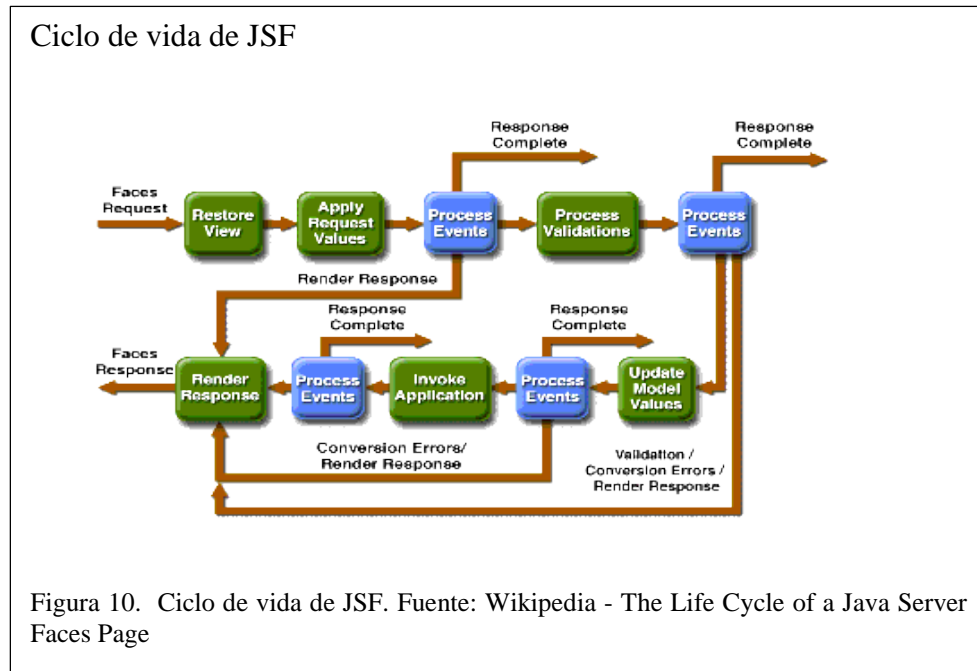 Ciclo de vida de JSF
Response
Complete
Response
Complete
Faces
Request
Restore
View
Apply
Request
Values
Process
Events
Process
Validations
Process
Events
Render Response
Response
Complete
Response
Complete
Faces
Response
Render
Response
Process
Events
Invoke
Application
Process
Events
Update
Model
Values
Conversion Errors/
Render Response
Validation /
Conversion Errors /
Render Response
Figura 10. Ciclo de vida de JSF. Fuente: Wikipedia - The Life Cycle of a Java Server
Faces Page